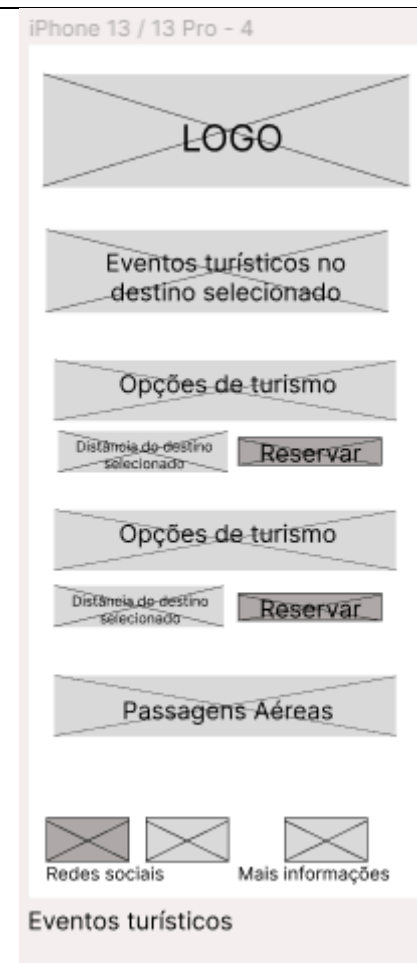 iPhone 13 / 13 Pro - 4
LOGO
Eventos turísticos no
destino selecionado
Opções de turismo
Distância do destino
selecionado
Reservar
Opções de turismo
Distância do destino
selecionado
Reservar
Passagens Aéreas
Redes sociais
Mais informações
Eventos turísticos